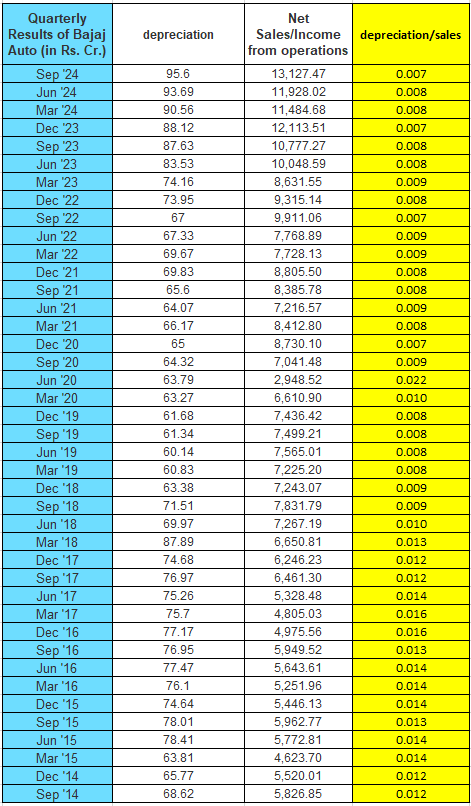 Quarterly Results of Bajaj Auto (in Rs. Cr.) depreciation Net Sales/Income from operations depreciation/sales
Sep '24 95.6 13,127.47 0.007
Jun '24 93.69 11,928.02 0.008
Mar '24 90.56 11,484.68 0.008
Dec '23 88.12 12,113.51 0.007
Sep '23 87.63 10,777.27 0.008
Jun '23 83.53 10,048.59 0.008
Mar '23 74.16 8,631.55 0.009
Dec '22 73.95 9,315.14 0.008
Sep '22 67 9,911.06 0.007
Jun '22 67.33 7,768.89 0.009
Mar '22 69.67 7,728.13 0.009
Dec '21 69.83 8,805.50 0.008
Sep '21 65.6 8,385.78 0.008
Jun '21 64.07 7,216.57 0.009
Mar '21 66.17 8,412.80 0.008
Dec '20 65 8,730.10 0.007
Sep '20 64.32 7,041.48 0.009
Jun '20 63.79 2,948.52 0.022
Mar '20 63.27 6,610.90 0.010
Dec '19 61.68 7,436.42 0.008
Sep '19 61.34 7,499.21 0.008
Jun '19 60.14 7,565.01 0.008
Mar '19 60.83 7,225.20 0.008
Dec '18 63.38 7,243.07 0.009
Sep '18 71.51 7,831.79 0.009
Jun '18 69.97 7,267.19 0.010
Mar '18 87.89 6,650.81 0.013
Dec '17 74.68 6,246.23 0.012
Sep '17 76.97 6,461.30 0.012
Jun '17 75.26 5,328.48 0.014
Mar '17 75.7 4,805.03 0.016
Dec '16 77.17 4,975.56 0.016
Sep '16 76.95 5,949.52 0.013
Jun '16 77.47 5,643.61 0.014
Mar '16 76.1 5,251.96 0.014
Dec '15 74.64 5,446.13 0.014
Sep '15 78.01 5,962.77 0.013
Jun '15 78.41 5,772.81 0.014
Mar '15 63.81 4,623.70 0.014
Dec '14 65.77 5,520.01 0.012
Sep '14 68.62 5,826.85 0.012